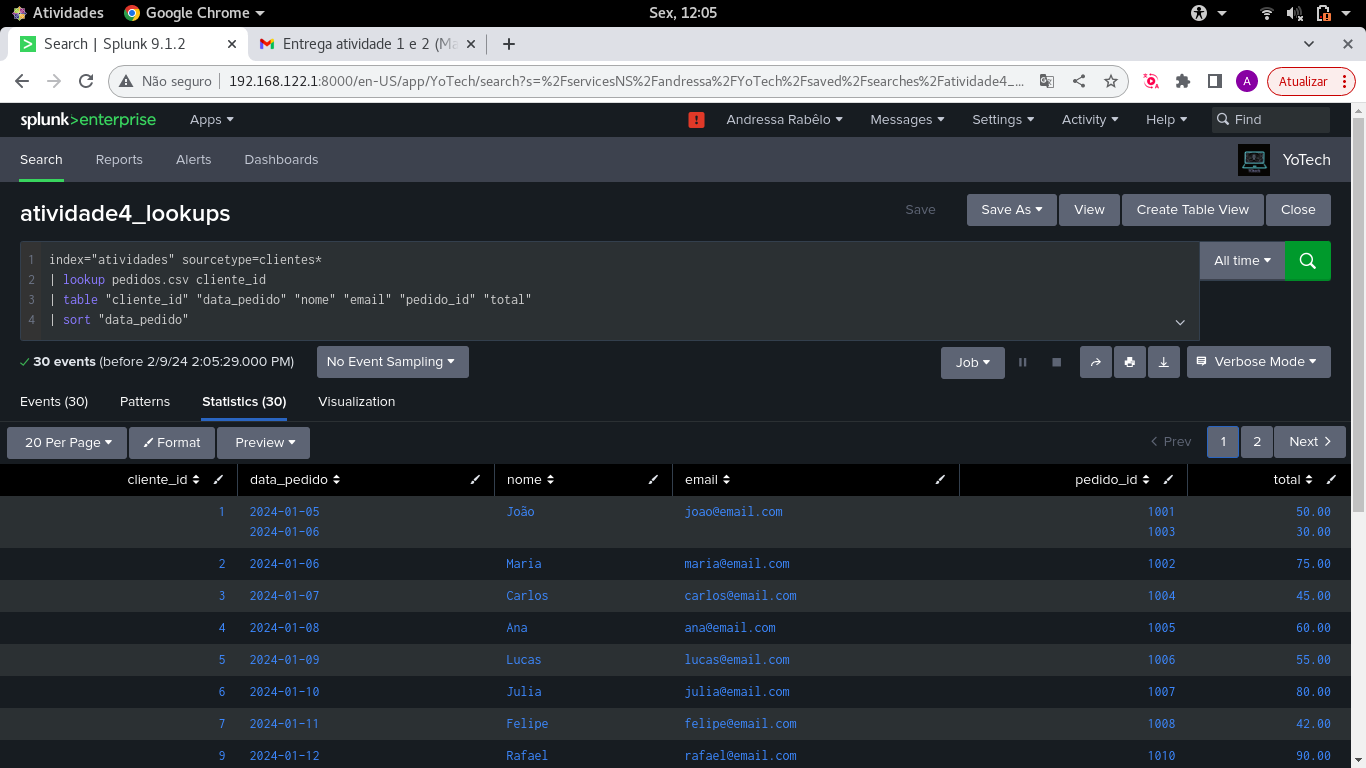 Atividades Google Chrome Sex, 12:05
Search | Splunk 9.1.2 Entrega atividade 1 e 2 (Ma
Não seguro 192.168.122.1:8000/en-US/app/YoTech/search?s=%2FservicesNS%2Fandressa%2FYoTech%2Fsaved%2Fsearches%2Fatividade4_... A Atualizar
splunk>enterprise Apps ! Andressa Rabêlo Messages Settings Activity Help Find
Search Reports Alerts Dashboards YoTech
atividade4_lookups Save Save As View Create Table View Close
1 index="atividades" sourcetype=clientes*
2 | lookup pedidos.csv cliente_id
3 | table "cliente_id" "data_pedido" "nome" "email" "pedido_id" "total"
4 | sort "data_pedido"
All time
30 events (before 2/9/24 2:05:29.000 PM) No Event Sampling Job Verbose Mode
Events (30) Patterns Statistics (30) Visualization
20 Per Page Format Preview Prev 1 2 Next
cliente_id data_pedido nome email pedido_id total
1 2024-01-05 João joao@email.com 1001 50.00
2024-01-06 1003 30.00
2 2024-01-06 Maria maria@email.com 1002 75.00
3 2024-01-07 Carlos carlos@email.com 1004 45.00
4 2024-01-08 Ana ana@email.com 1005 60.00
5 2024-01-09 Lucas lucas@email.com 1006 55.00
6 2024-01-10 Julia julia@email.com 1007 80.00
7 2024-01-11 Felipe felipe@email.com 1008 42.00
9 2024-01-12 Rafael rafael@email.com 1010 90.00